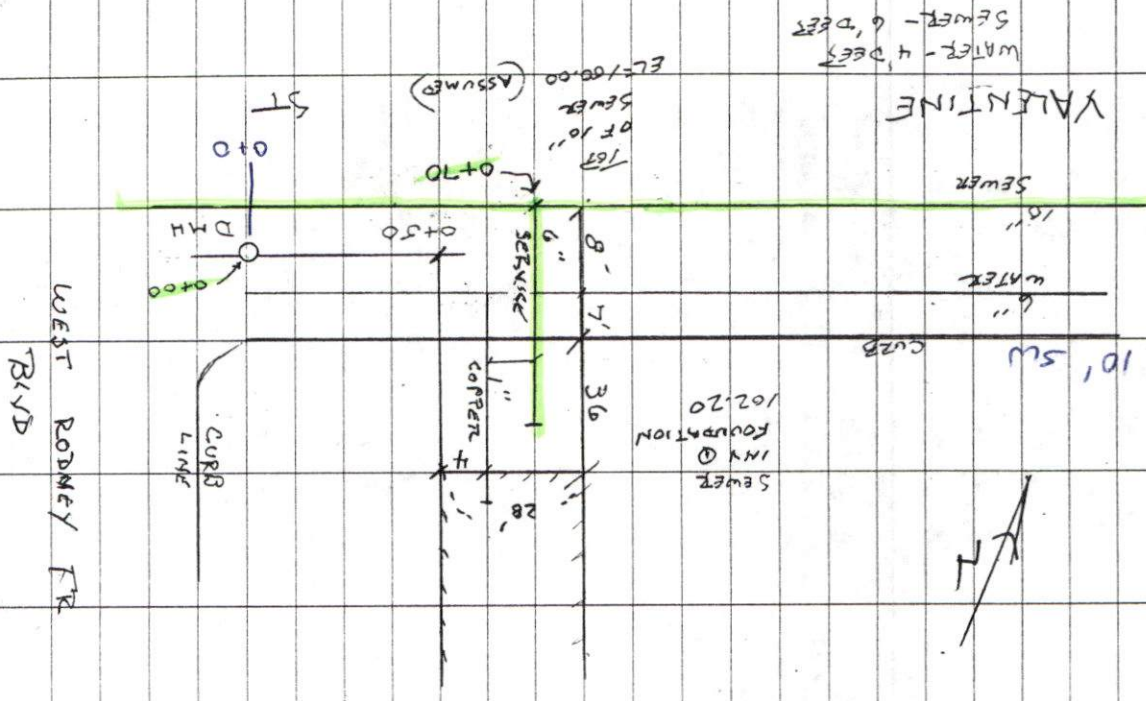 WATER - 4' DEEP
SEWER - 6' DEEP
VALENTINE
ST
10" SEWER
6" WATER
CURB
10' SW
TOP
OF 10"
SEWER
EL=100.00 (ASSUMED)
0+70
0+0
DMH
0+00
0+50
6"
SERVICE
8'
7'
36
1"
COPPER
4
28'
SEWER
INV @
FOUNDATION
102.20
CURB
LINE
WEST RODNEY FR
BLVD
N